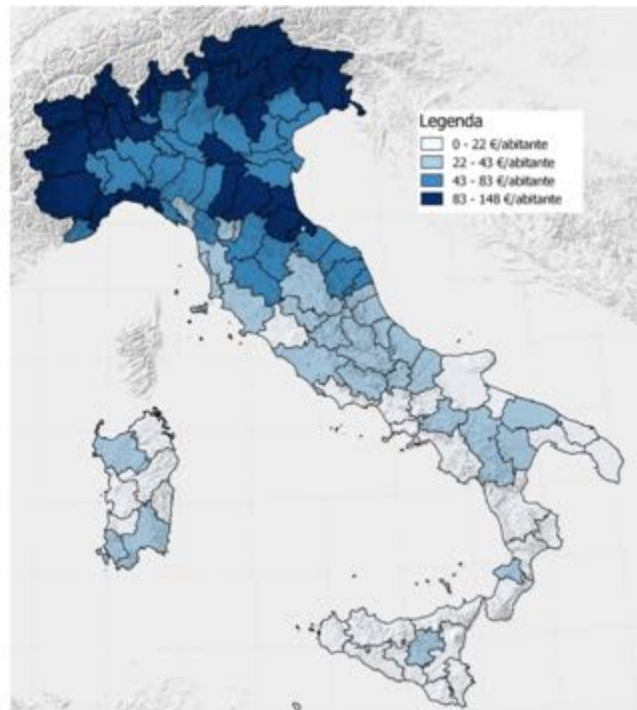 Legenda
0 - 22 €/abitante
22 - 43 €/abitante
43 - 83 €/abitante
83 - 148 €/abitante